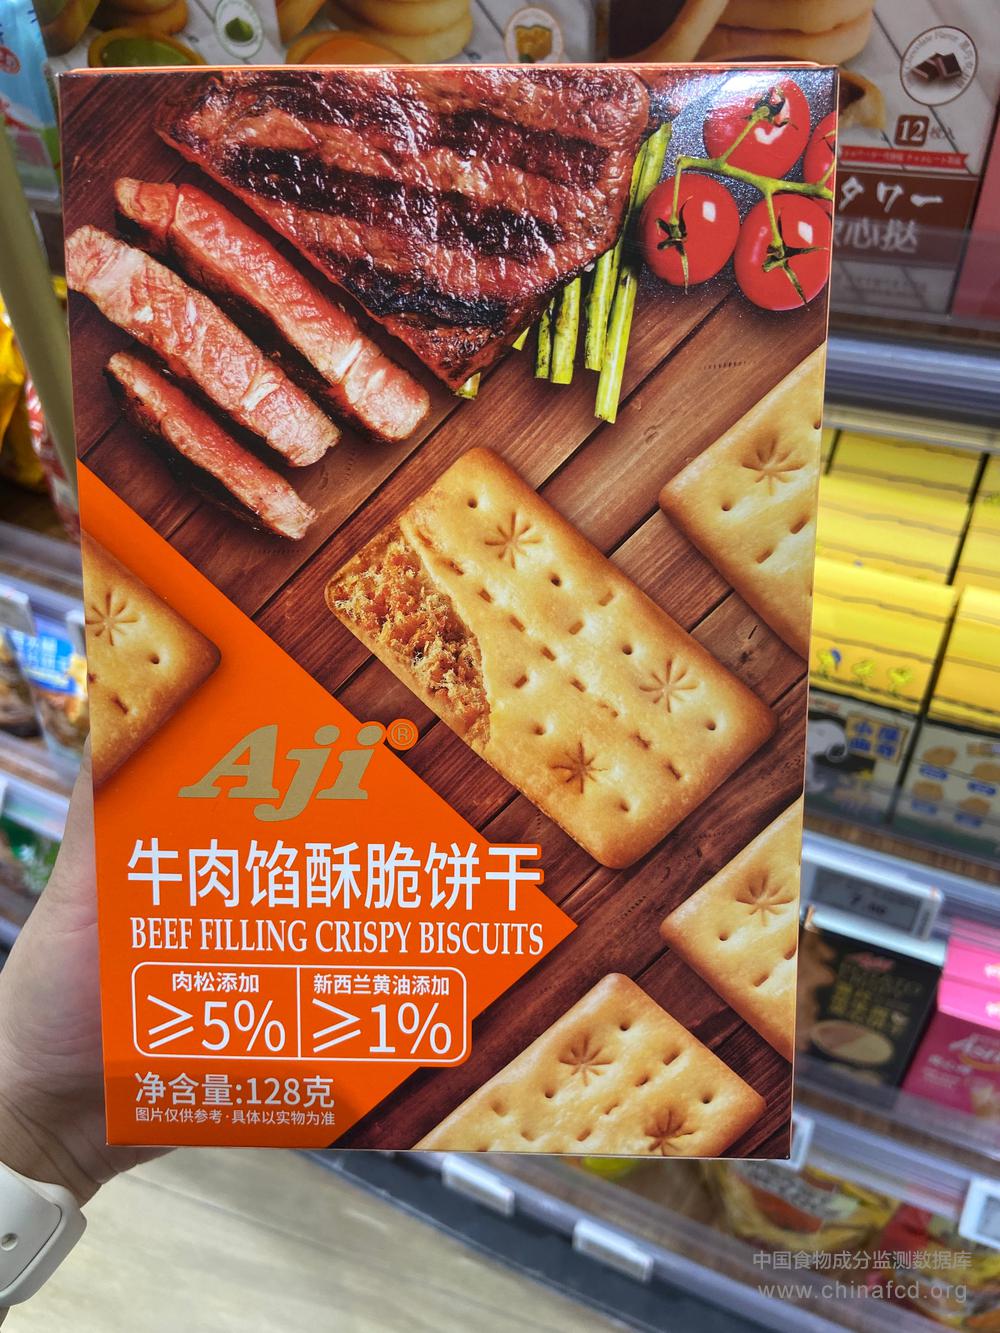 Aji®
牛肉馅酥脆饼干
BEEF FILLING CRISPY BISCUITS
肉松添加
≥5%
新西兰黄油添加
≥1%
净含量:128克
图片仅供参考·具体以实物为准
12
タワー
中国食物成分监测数据库
www.chinafcd.org